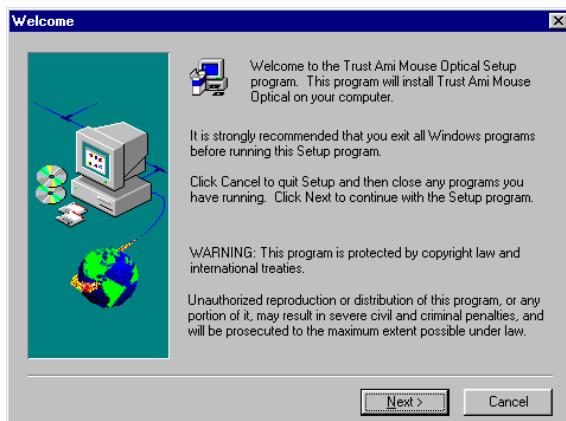 Welcome
Welcome to the Trust Ami Mouse Optical Setup
program. This program will install Trust Ami Mouse
Optical on your computer.
It is strongly recommended that you exit all Windows programs
before running this Setup program.
Click Cancel to quit Setup and then close any programs you
have running. Click Next to continue with the Setup program.
WARNING: This program is protected by copyright law and
international treaties.
Unauthorized reproduction or distribution of this program, or any
portion of it, may result in severe civil and criminal penalties, and
will be prosecuted to the maximum extent possible under law.
Next >
Cancel